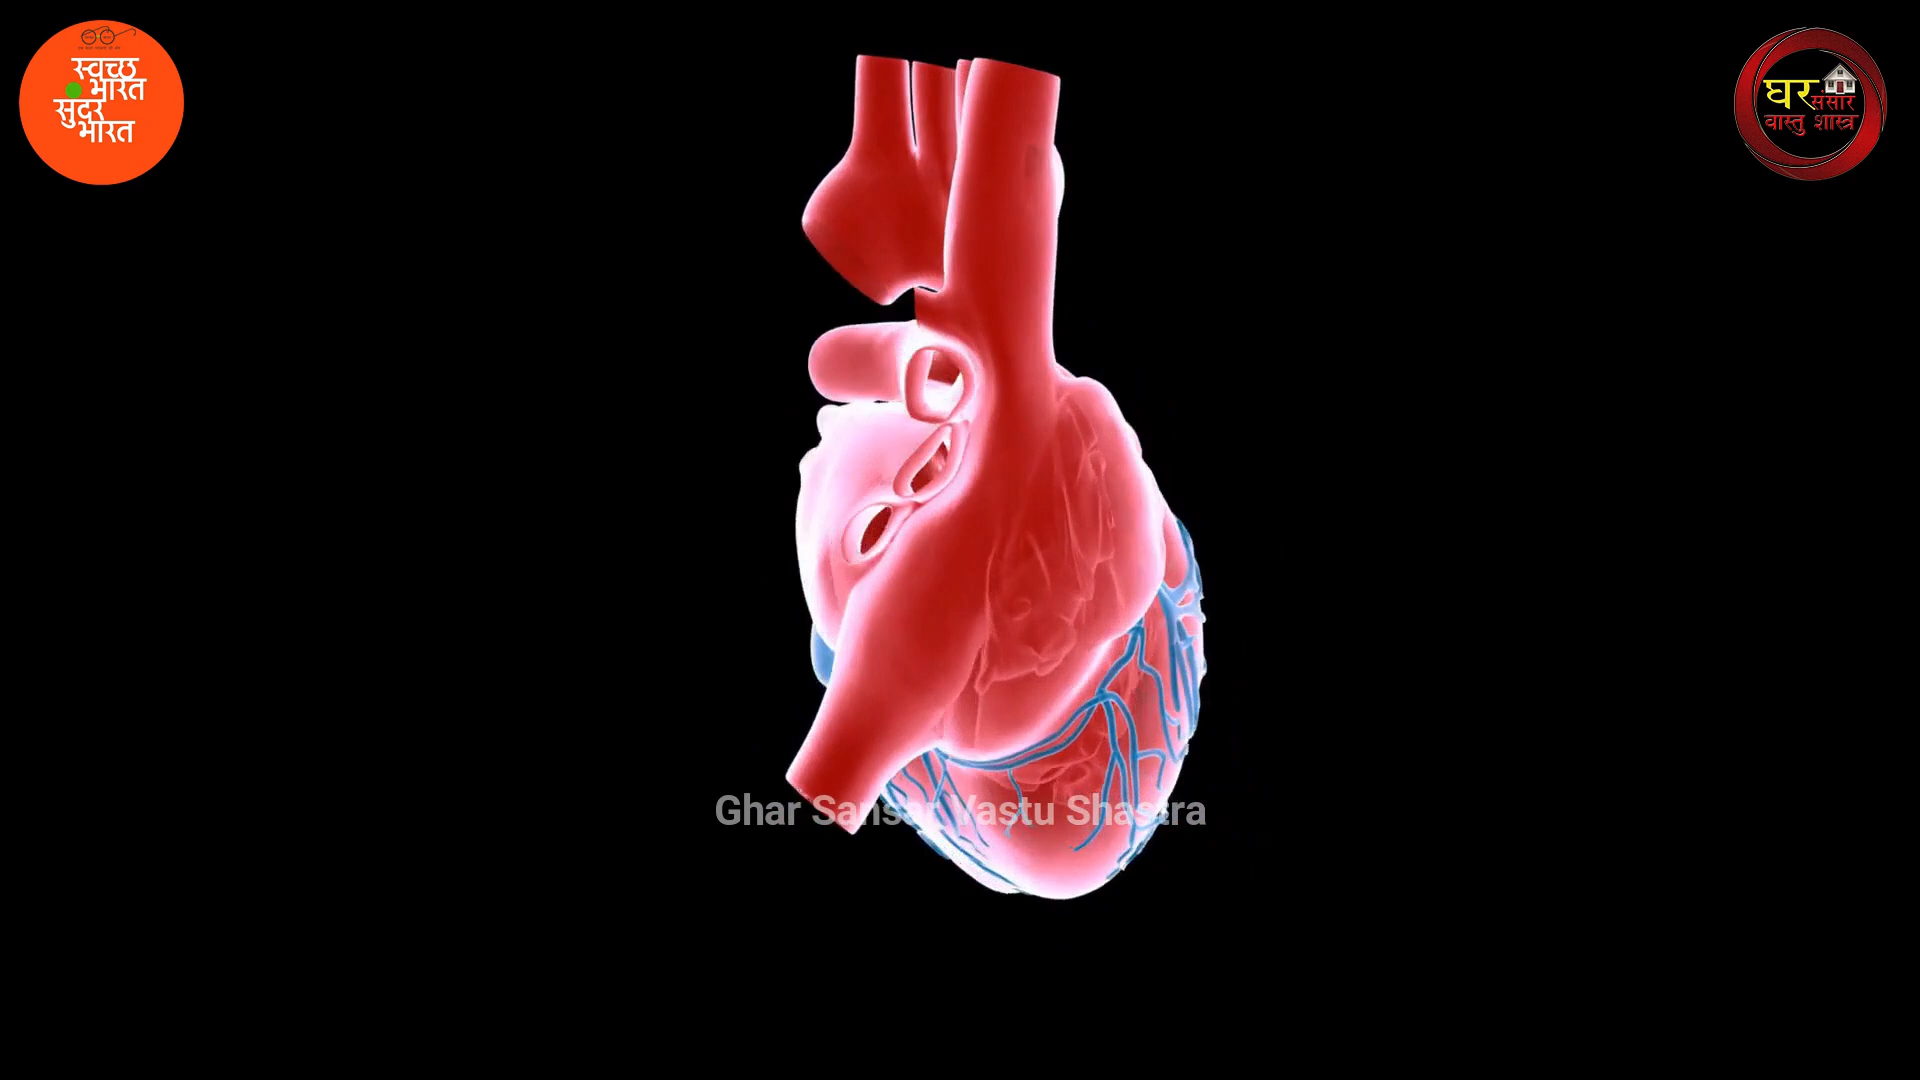 स्वच्छ
भारत
सुंदर
भारत
घर
संसार
वास्तु शास्त्र
Ghar Sansar Vastu Shastra